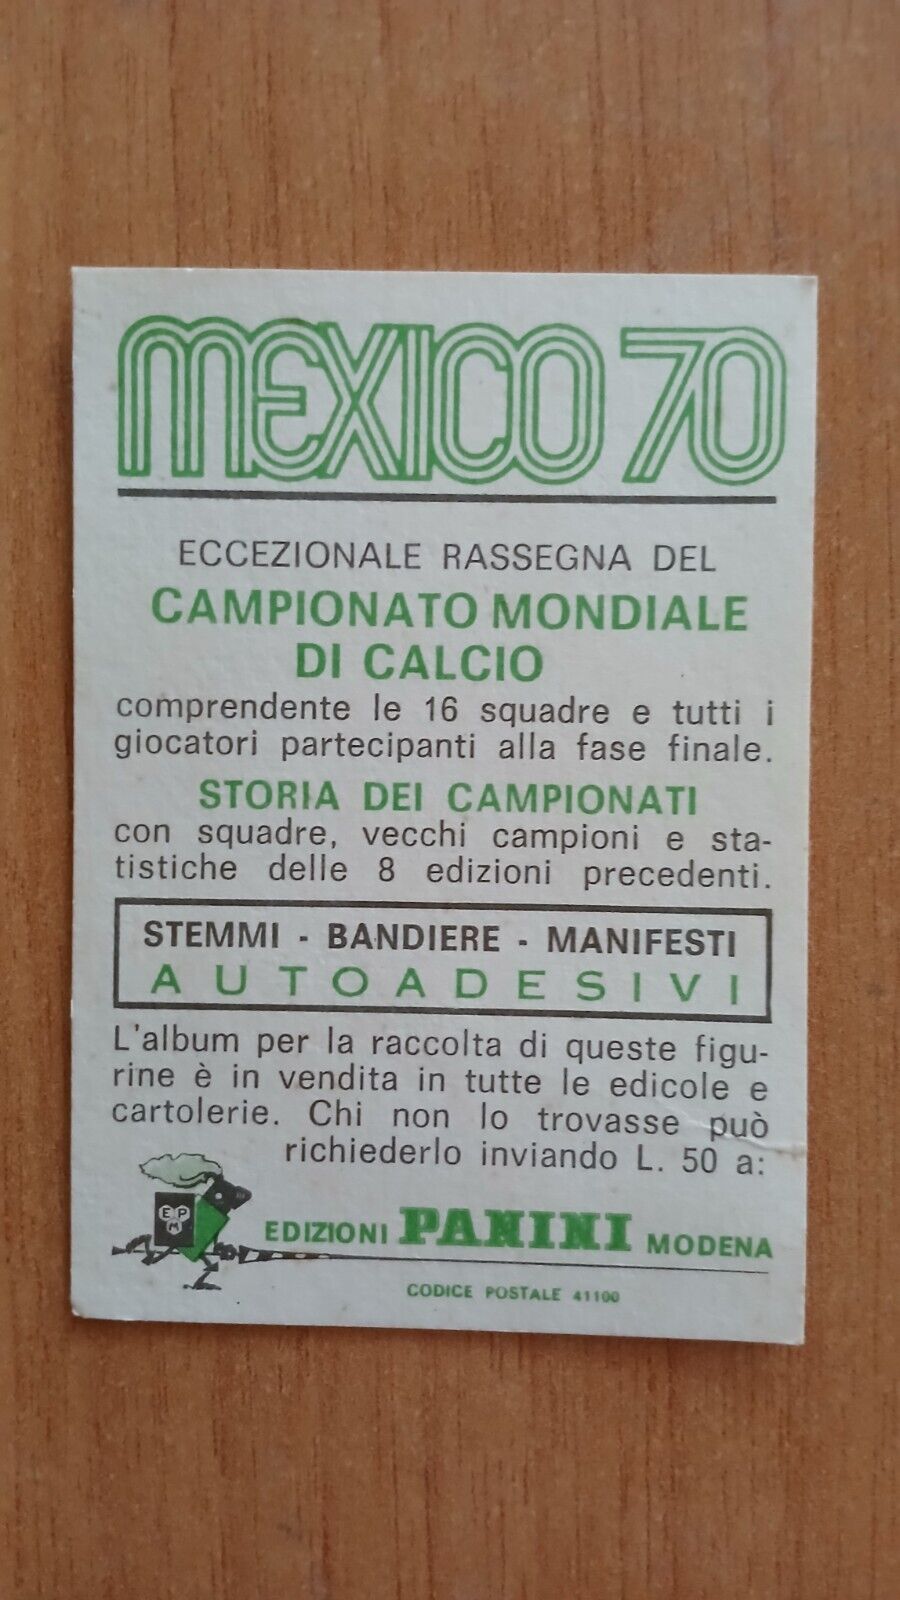 MEXICO 70
ECCEZIONALE RASSEGNA DEL
CAMPIONATO MONDIALE
DI CALCIO
comprendente le 16 squadre e tutti i
giocatori partecipanti alla fase finale.
STORIA DEI CAMPIONATI
con squadre, vecchi campioni e sta-
tistiche delle 8 edizioni precedenti.
STEMMI - BANDIERE - MANIFESTI
AUTOADESIVI
L'album per la raccolta di queste figu-
rine è in vendita in tutte le edicole e
cartolerie. Chi non lo trovasse può
richiederlo inviando L. 50 a:
EPM
EDIZIONI PANINI MODENA
CODICE POSTALE 41100